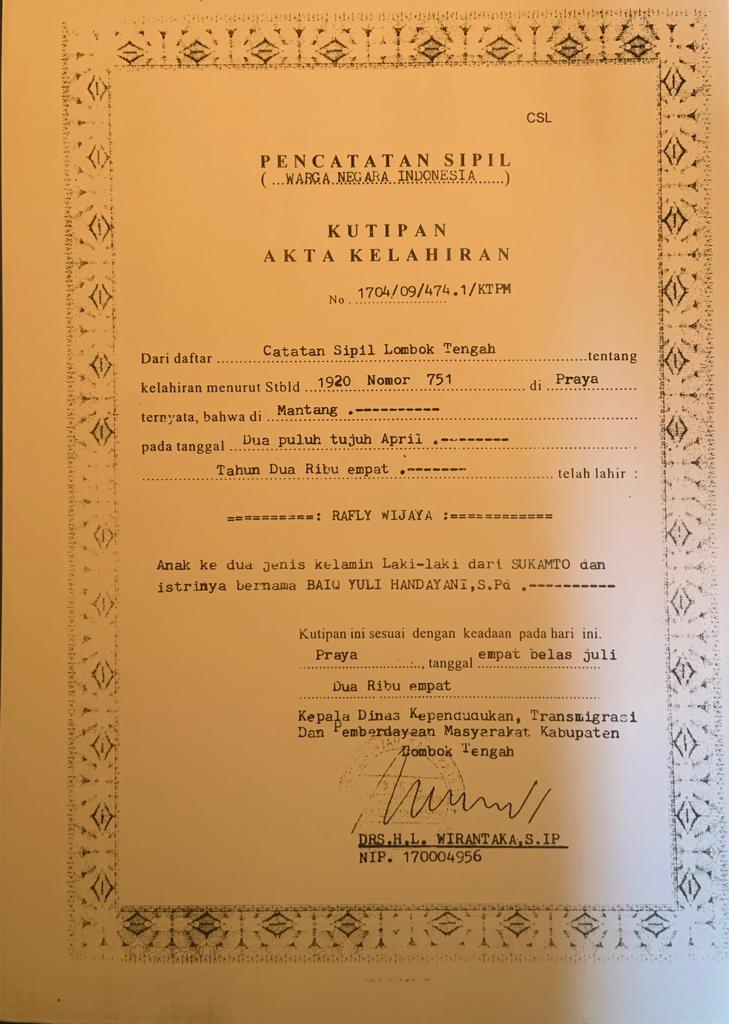 CSL
PENCATATAN SIPIL
( ...WARGA NEGARA INDONESIA......)
KUTIPAN
AKTA KELAHIRAN
No. 1704/09/474.1/KTPM
Dari daftar ........ Catatan Sipil Lombok Tengah ........ tentang
kelahiran menurut Stbld ..1920 Nomor 751........ di ..Praya......
ternyata, bahwa di ..Mantang .----------
pada tanggal ..Dua puluh tujuh April .--------
........ Tahun Dua Ribu empat .------- ........ telah lahir :
==========: RAFLY WIJAYA :============
Anak ke dua jenis kelamin Laki-laki dari SUKAMTO dan
istrinya bernama BAIQ YULI HANDAYANI,S.Pd .----------
Kutipan ini sesuai dengan keadaan pada hari ini.
Praya ........, tanggal empat belas juli
Dua Ribu empat
Kepala Dinas Kependudukan, Transmigrasi
Dan Pemberdayaan Masyarakat Kabupaten
Lombok Tengah
DRS.H.L. WIRANTAKA,S.IP
NIP. 170004956